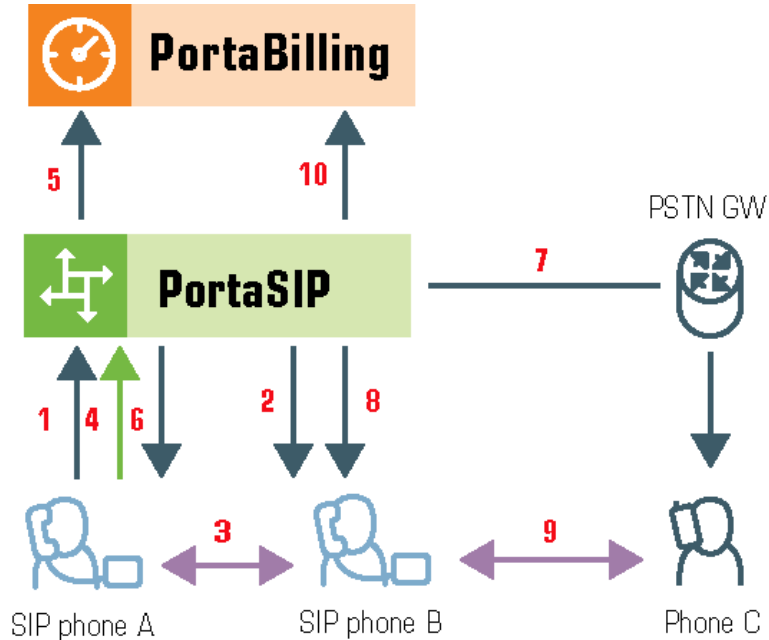 PortaBilling
5
10
PSTN GW
PortaSIP
7
1
4
6
2
8
3
9
SIP phone A
SIP phone B
Phone C